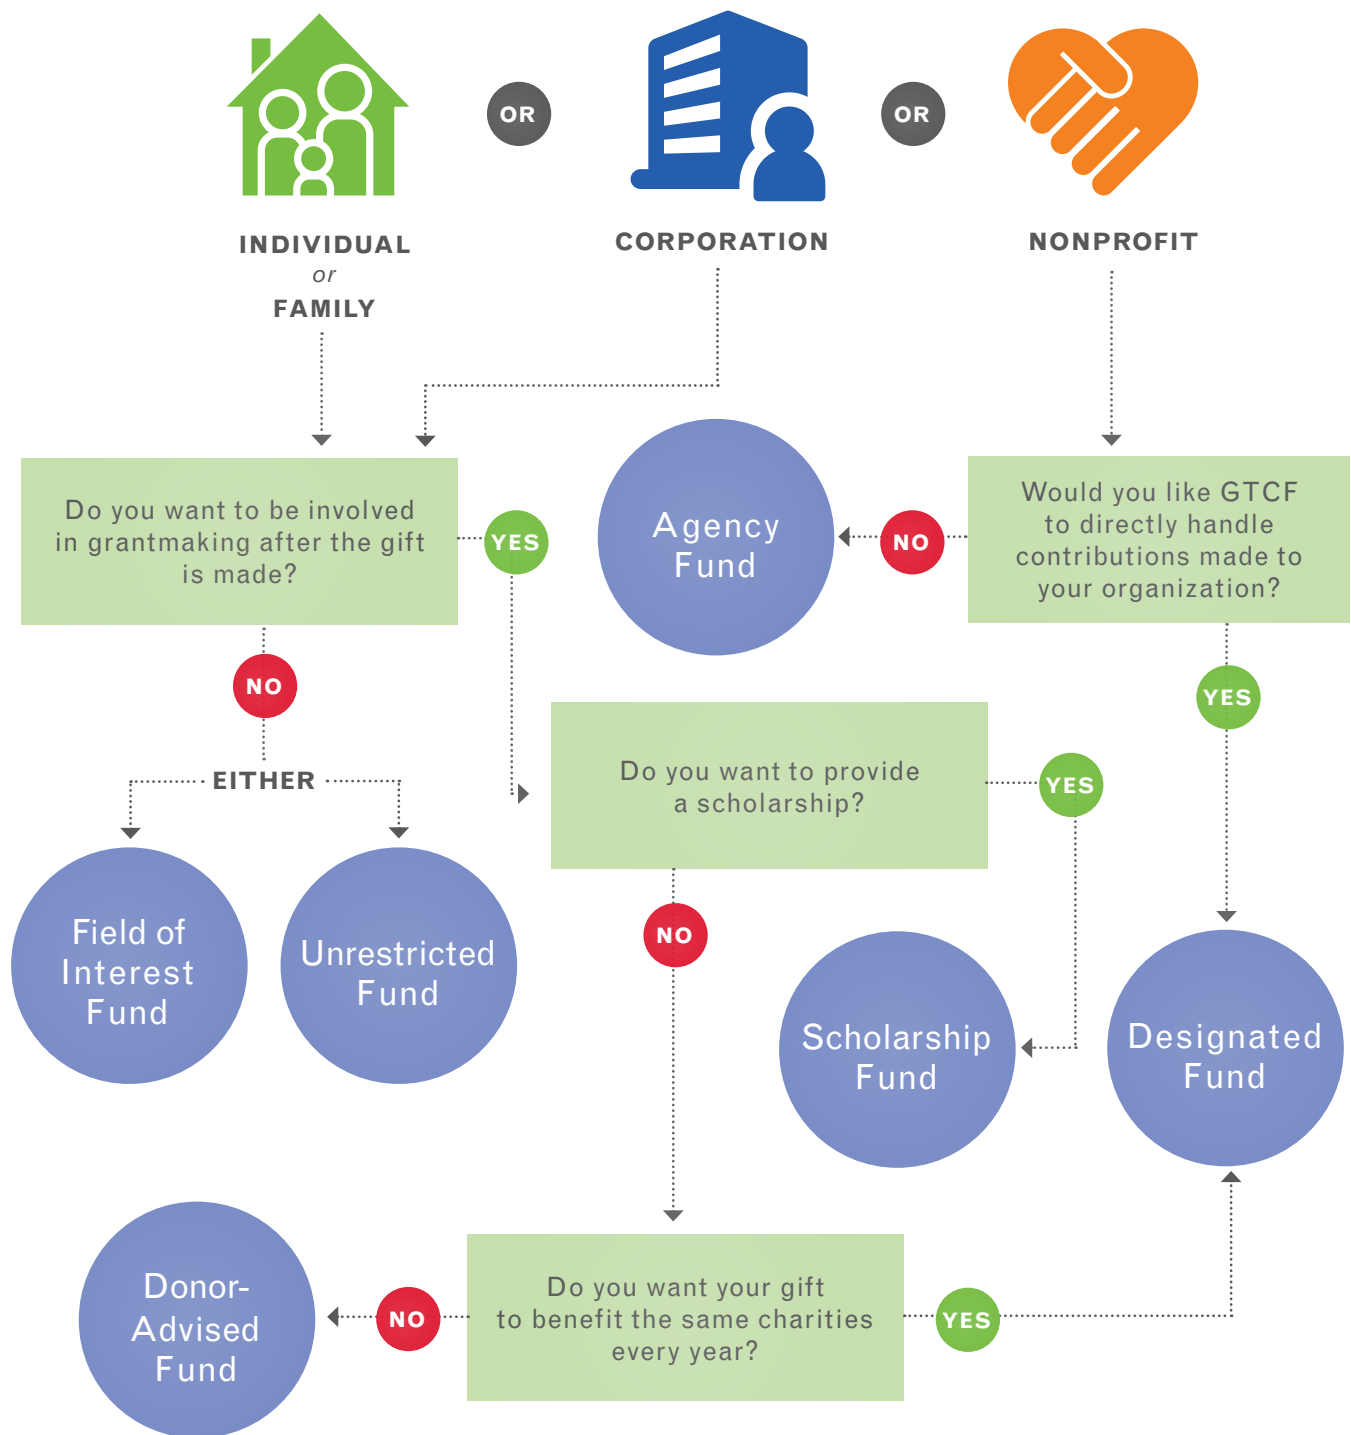 OR
OR
INDIVIDUAL
or
FAMILY
CORPORATION
NONPROFIT
Do you want to be involved
in grantmaking after the gift
is made?
YES
Agency
Fund
NO
Would you like GTCF
to directly handle
contributions made to
your organization?
NO
YES
EITHER
Do you want to provide
a scholarship?
YES
Field of
Interest
Fund
Unrestricted
Fund
NO
Scholarship
Fund
Designated
Fund
Donor-
Advised
Fund
NO
Do you want your gift
to benefit the same charities
every year?
YES